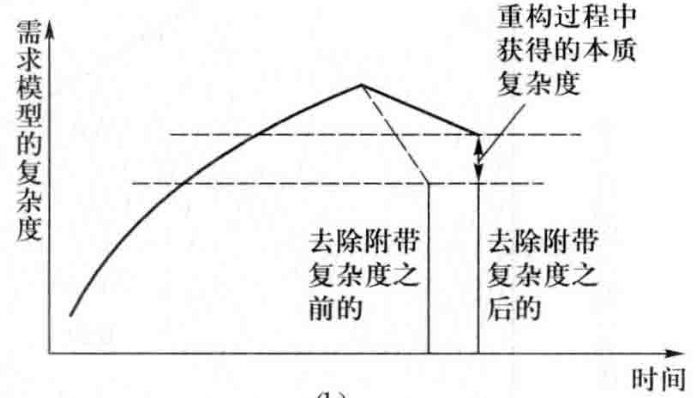 需求模型的复杂度
重构过程中
获得的本质
复杂度
去除附带
复杂度之
前的
去除附带
复杂度之
后的
时间